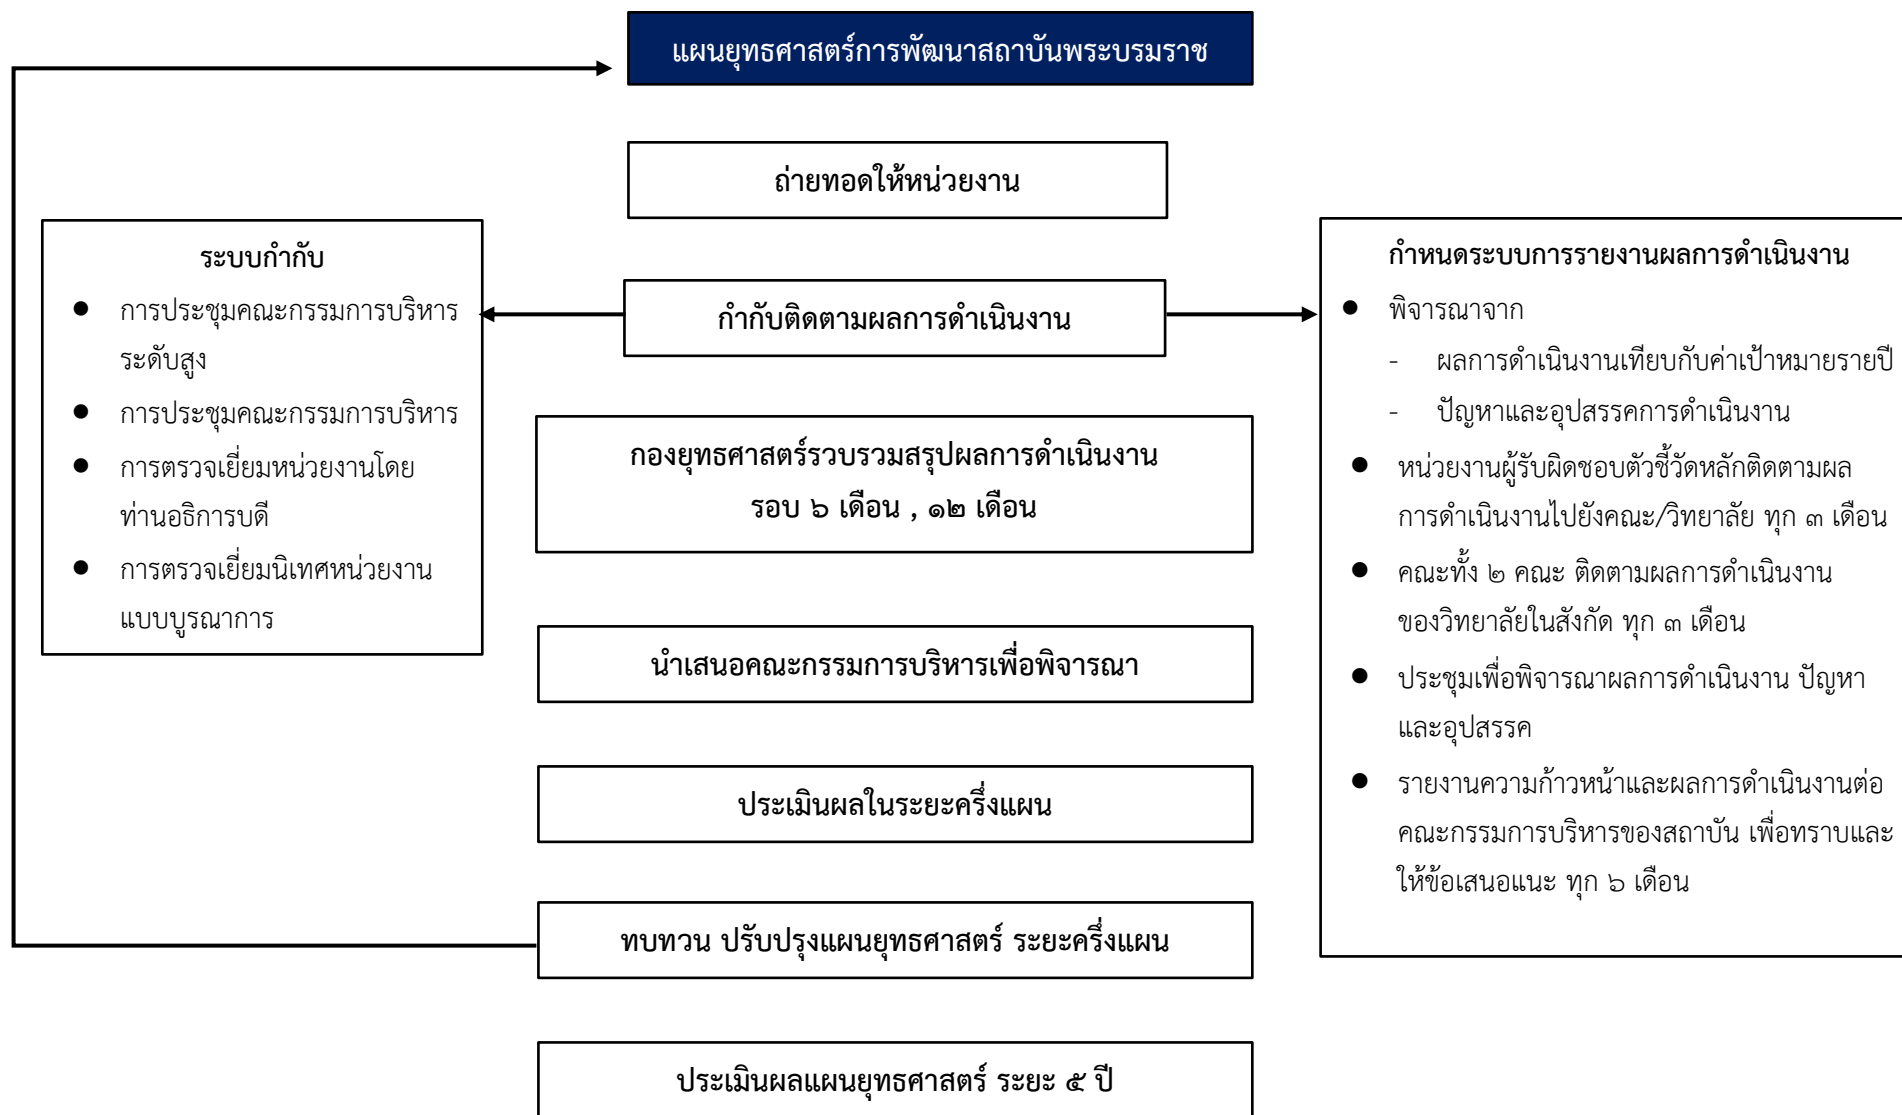 แผนยุทธศาสตร์การพัฒนาสถาบันพระบรมราช
ถ่ายทอดให้หน่วยงาน
ระบบกำกับ
● การประชุมคณะกรรมการบริหาร
ระดับสูง
● การประชุมคณะกรรมการบริหาร
● การตรวจเยี่ยมหน่วยงานโดย
ท่านอธิการบดี
● การตรวจเยี่ยมนิเทศหน่วยงาน
แบบบูรณาการ
กำกับติดตามผลการดำเนินงาน
กองยุทธศาสตร์รวบรวมสรุปผลการดำเนินงาน
รอบ ๖ เดือน , ๑๒ เดือน
นำเสนอคณะกรรมการบริหารเพื่อพิจารณา
ประเมินผลในระยะครึ่งแผน
ทบทวน ปรับปรุงแผนยุทธศาสตร์ ระยะครึ่งแผน
ประเมินผลแผนยุทธศาสตร์ ระยะ ๕ ปี
กำหนดระบบการรายงานผลการดำเนินงาน
● พิจารณาจาก
- ผลการดำเนินงานเทียบกับค่าเป้าหมายรายปี
- ปัญหาและอุปสรรคการดำเนินงาน
● หน่วยงานผู้รับผิดชอบตัวชี้วัดหลักติดตามผล
การดำเนินงานไปยังคณะ/วิทยาลัย ทุก ๓ เดือน
● คณะทั้ง ๒ คณะ ติดตามผลการดำเนินงาน
ของวิทยาลัยในสังกัด ทุก ๓ เดือน
● ประชุมเพื่อพิจารณาผลการดำเนินงาน ปัญหา
และอุปสรรค
● รายงานความก้าวหน้าและผลการดำเนินงานต่อ
คณะกรรมการบริหารของสถาบัน เพื่อทราบและ
ให้ข้อเสนอแนะ ทุก ๖ เดือน